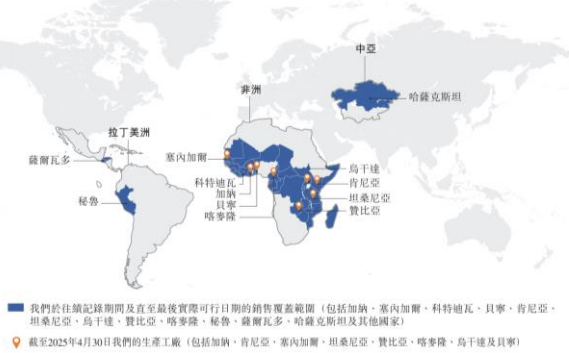 中亞
哈薩克斯坦
非洲
拉丁美洲
薩爾瓦多
秘魯
塞內加爾
科特迪瓦
加納
貝寧
喀麥隆
烏干達
肯尼亞
坦桑尼亞
贊比亞
我們於往績記錄期間及直至最後實際可行日期的銷售覆蓋範圍（包括加納、塞內加爾、科特迪瓦、貝寧、肯尼亞、
坦桑尼亞、烏干達、贊比亞、喀麥隆、秘魯、薩爾瓦多、哈薩克斯坦及其他國家）
截至2025年4月30日我們的生產工廠（包括加納、肯尼亞、塞內加爾、坦桑尼亞、贊比亞、喀麥隆、烏干達及貝寧）